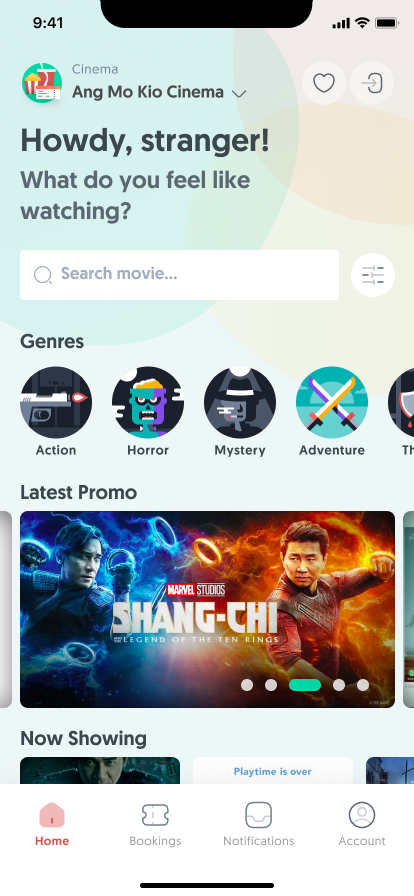 9:41
Cinema
Ang Mo Kio Cinema
Howdy, stranger!
What do you feel like
watching?
Search movie...
Genres
Action
Horror
Mystery
Adventure
Th
Latest Promo
MARVEL STUDIOS
SHANG-CHI
AND THE LEGEND OF THE TEN RINGS
Now Showing
Playtime is over
Home
Bookings
Notifications
Account